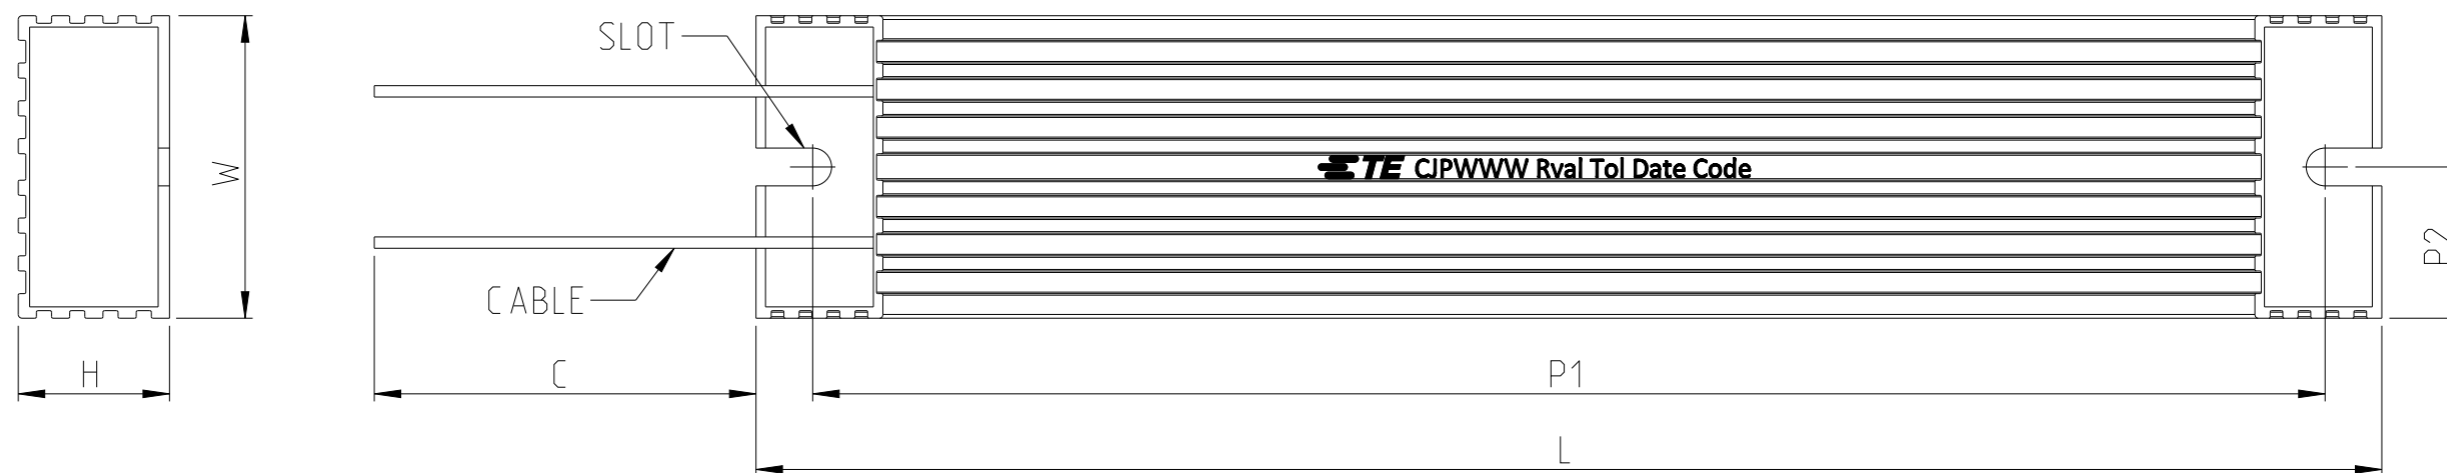 SLOT
W
TE CJPWWW Rval Tol Date Code
P2
CABLE
H
C
P1
L